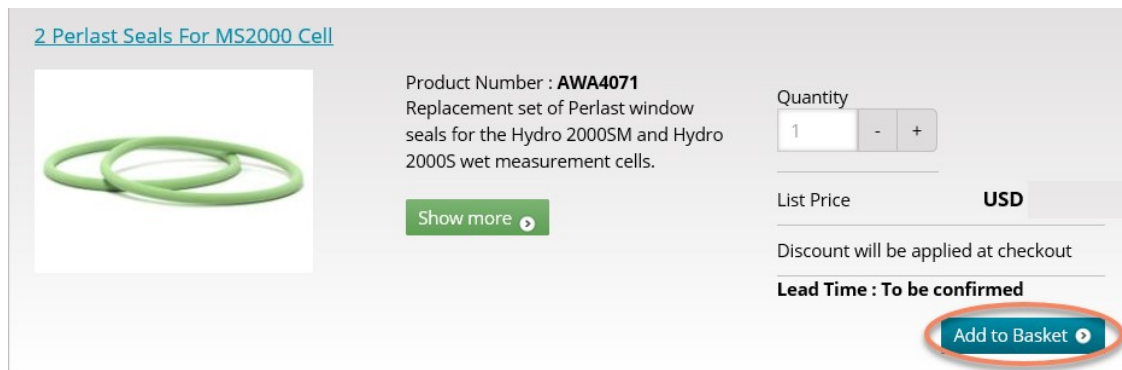 2 Perlast Seals For MS2000 Cell
Product Number : AWA4071
Replacement set of Perlast window
seals for the Hydro 2000SM and Hydro
2000S wet measurement cells.
Show more
Quantity
1 - +
List Price USD
Discount will be applied at checkout
Lead Time : To be confirmed
Add to Basket